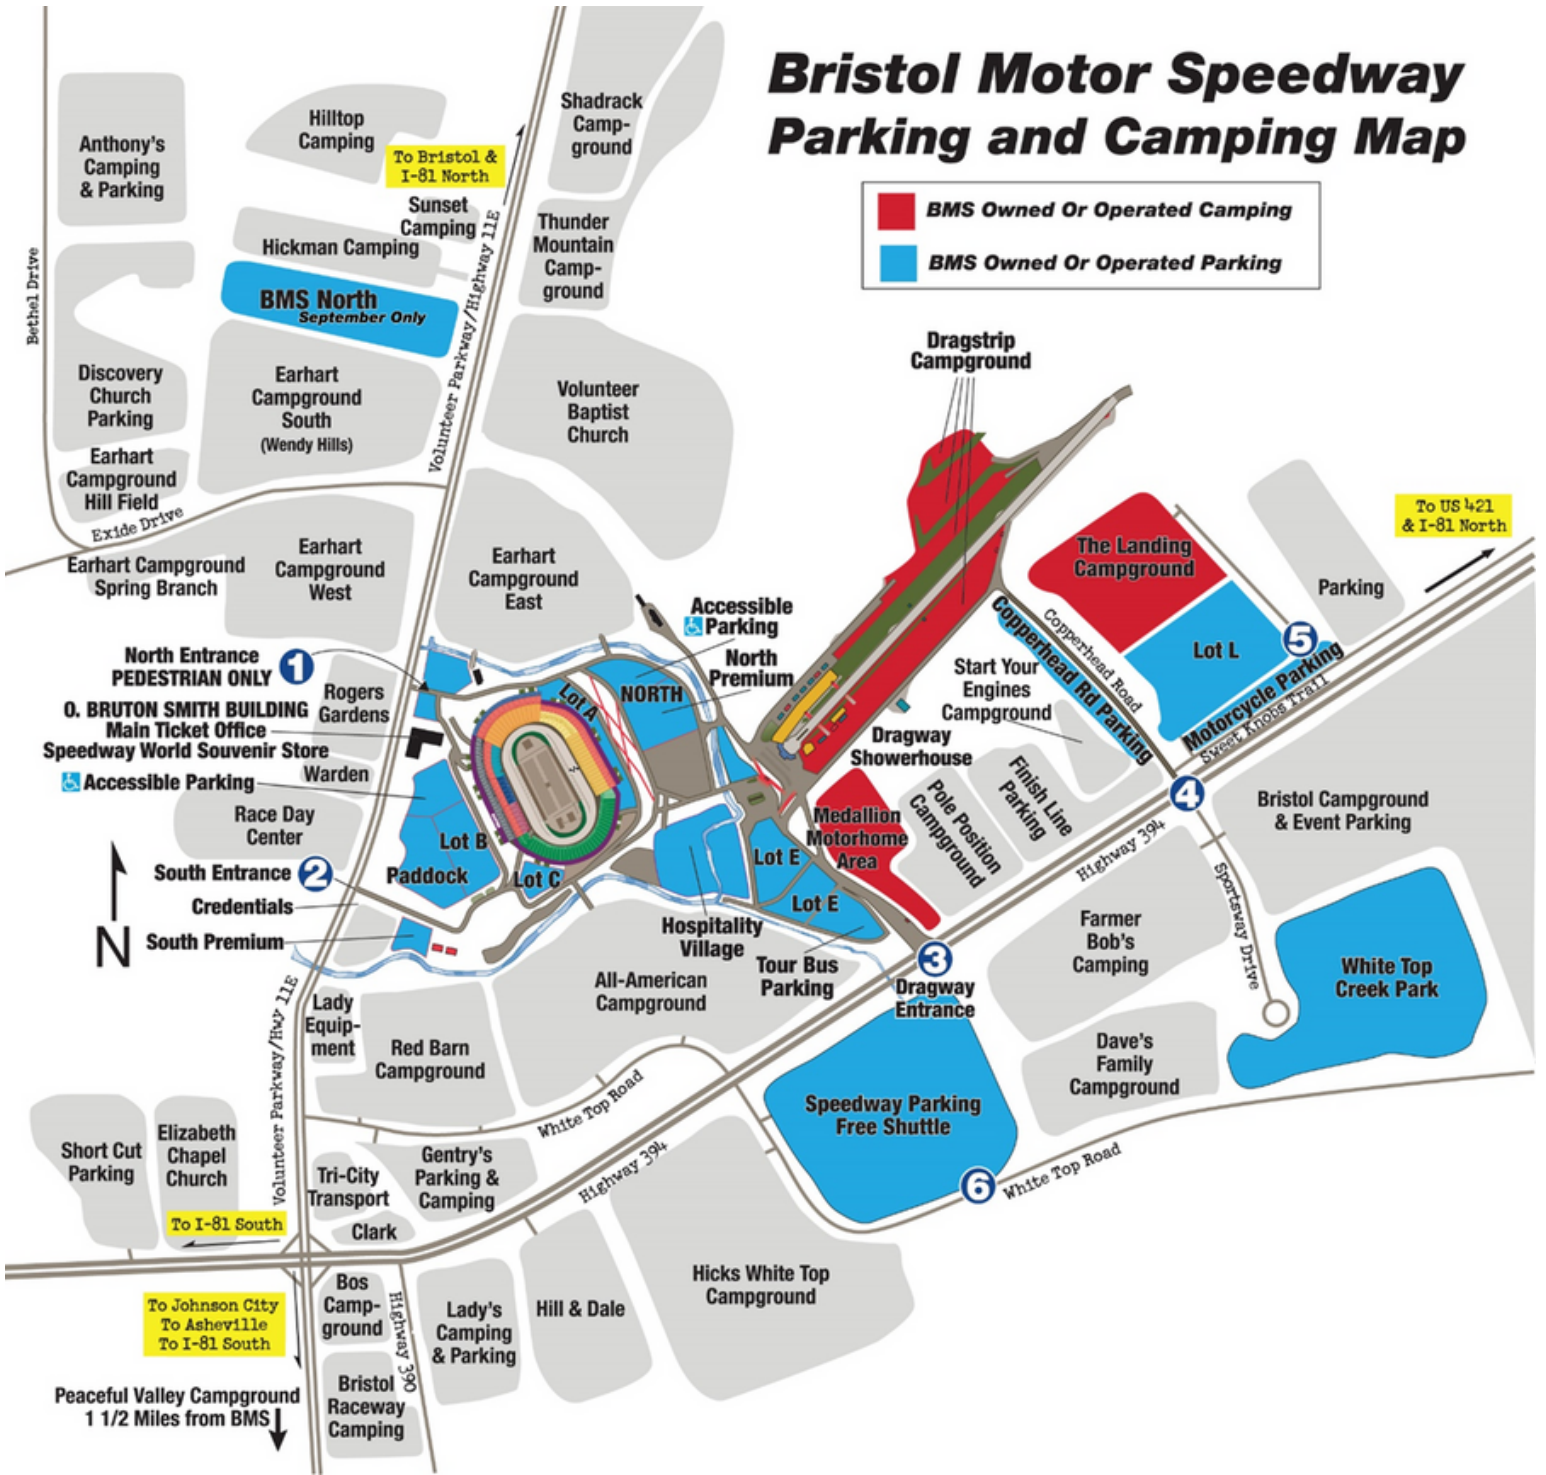 Bristol Motor Speedway
Parking and Camping Map
BMS Owned Or Operated Camping
BMS Owned Or Operated Parking
Anthony's
Camping
& Parking
Hilltop
Camping
To Bristol &
I-81 North
Shadrack
Camp-
ground
Sunset
Camping
Hickman Camping
Thunder
Mountain
Camp-
ground
Bethel Drive
BMS North
September Only
Volunteer Parkway/Highway 11E
Discovery
Church
Parking
Earhart
Campground
South
(Wendy Hills)
Volunteer
Baptist
Church
Dragstrip
Campground
Earhart
Campground
Hill Field
Exide Drive
Earhart Campground
Spring Branch
Earhart
Campground
West
Earhart
Campground
East
The Landing
Campground
To US 421
& I-81 North
Parking
Accessible
Parking
North
Premium
NORTH
Copperhead Road
Copperhead Rd Parking
Lot L
5
Motorcycle Parking
Sweet Knobs Trail
North Entrance
PEDESTRIAN ONLY
1
Rogers
Gardens
O. BRUTON SMITH BUILDING
Main Ticket Office
Speedway World Souvenir Store
Warden
Accessible Parking
Race Day
Center
Lot A
Lot B
Paddock
Lot C
Start Your
Engines
Campground
Dragway
Showerhouse
Finish Line
Parking
Pole Position
Campground
Medallion
Motorhome
Area
4
Highway 394
Bristol Campground
& Event Parking
South Entrance
2
Credentials
South Premium
N
Lot E
Lot E
Hospitality
Village
Tour Bus
Parking
3
Dragway
Entrance
Farmer
Bob's
Camping
Sportsway Drive
White Top
Creek Park
All-American
Campground
Volunteer Parkway/Hwy 11E
Lady
Equip-
ment
Red Barn
Campground
Dave's
Family
Campground
White Top Road
Speedway Parking
Free Shuttle
6
White Top Road
Short Cut
Parking
Elizabeth
Chapel
Church
Tri-City
Transport
Gentry's
Parking &
Camping
Highway 394
To I-81 South
Clark
Bos
Camp-
ground
Highway 390
Lady's
Camping
& Parking
Hill & Dale
Hicks White Top
Campground
To Johnson City
To Asheville
To I-81 South
Peaceful Valley Campground
1 1/2 Miles from BMS
Bristol
Raceway
Camping